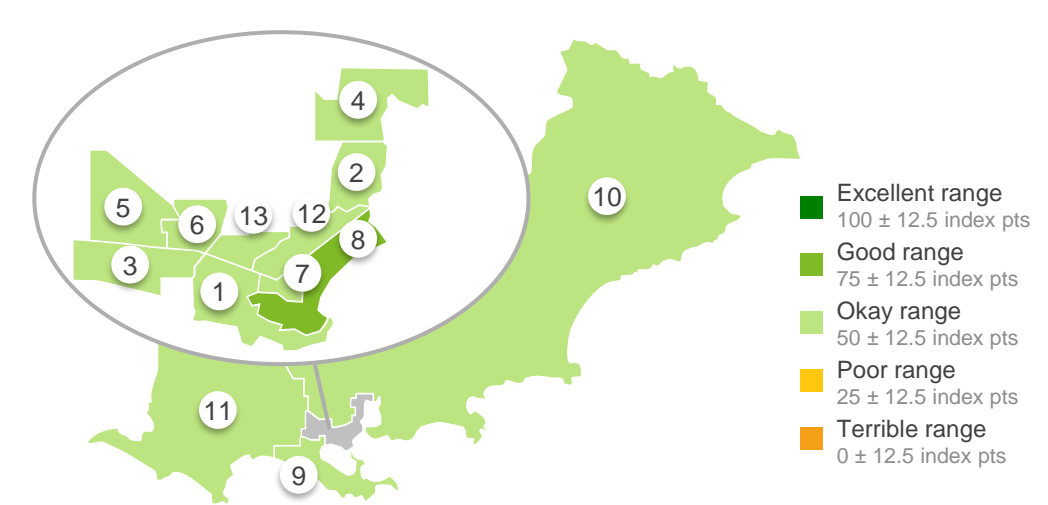 4
2
5
6
13
12
8
3
7
1
10
11
9
Excellent range
100 ± 12.5 index pts
Good range
75 ± 12.5 index pts
Okay range
50 ± 12.5 index pts
Poor range
25 ± 12.5 index pts
Terrible range
0 ± 12.5 index pts